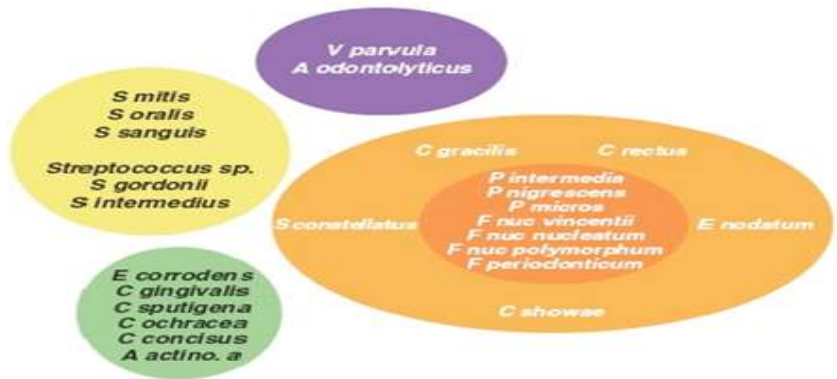 V parvula
A odontolyticus
S mitis
S oralis
S sanguis
Streptococcus sp.
S gordonii
S intermedius
C gracilis
C rectus
P intermedia
P nigrescens
P micros
F nuc vincentii
F nuc nucleatum
F nuc polymorphum
F periodonticum
S constellatus
E nodatum
C showae
E corrodens
C gingivalis
C sputigena
C ochracea
C concisus
A actino. a